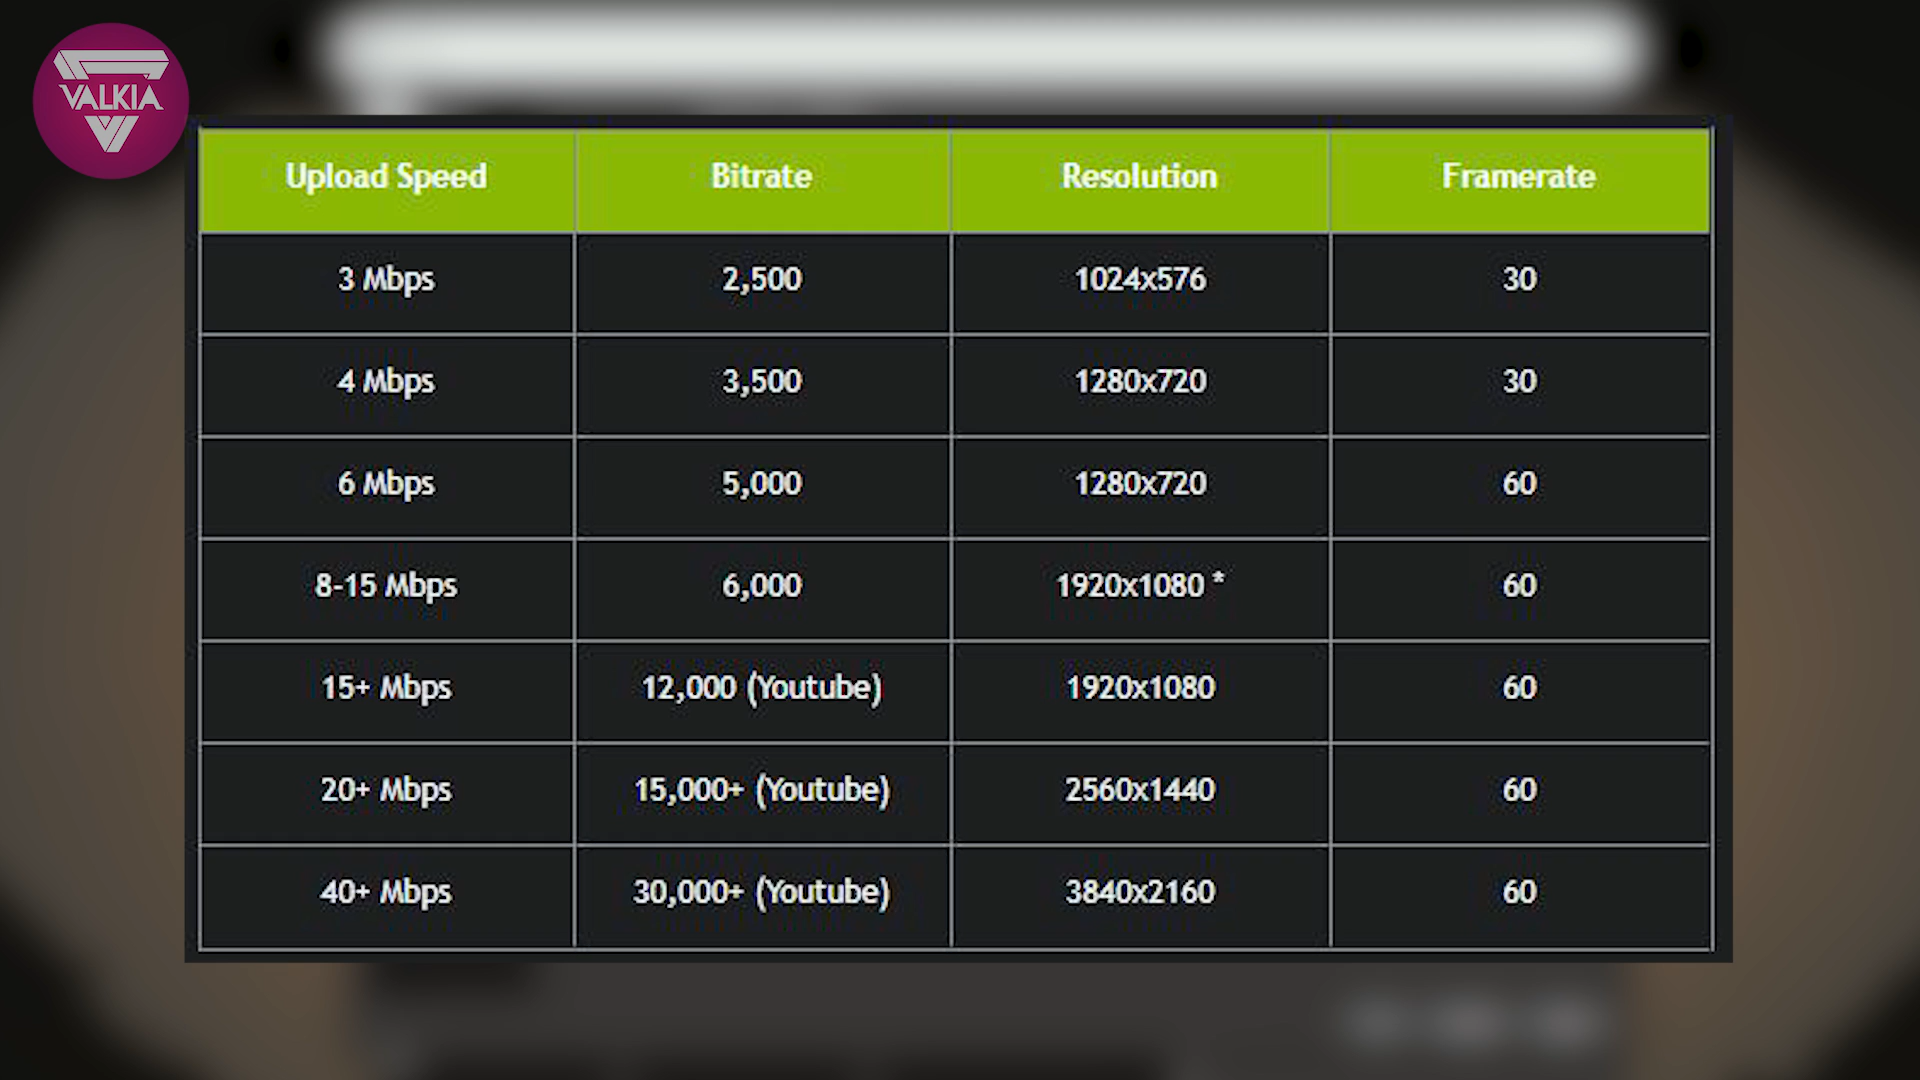 VALKIA
Upload Speed Bitrate Resolution Framerate
3 Mbps 2,500 1024x576 30
4 Mbps 3,500 1280x720 30
6 Mbps 5,000 1280x720 60
8-15 Mbps 6,000 1920x1080 * 60
15+ Mbps 12,000 (Youtube) 1920x1080 60
20+ Mbps 15,000+ (Youtube) 2560x1440 60
40+ Mbps 30,000+ (Youtube) 3840x2160 60